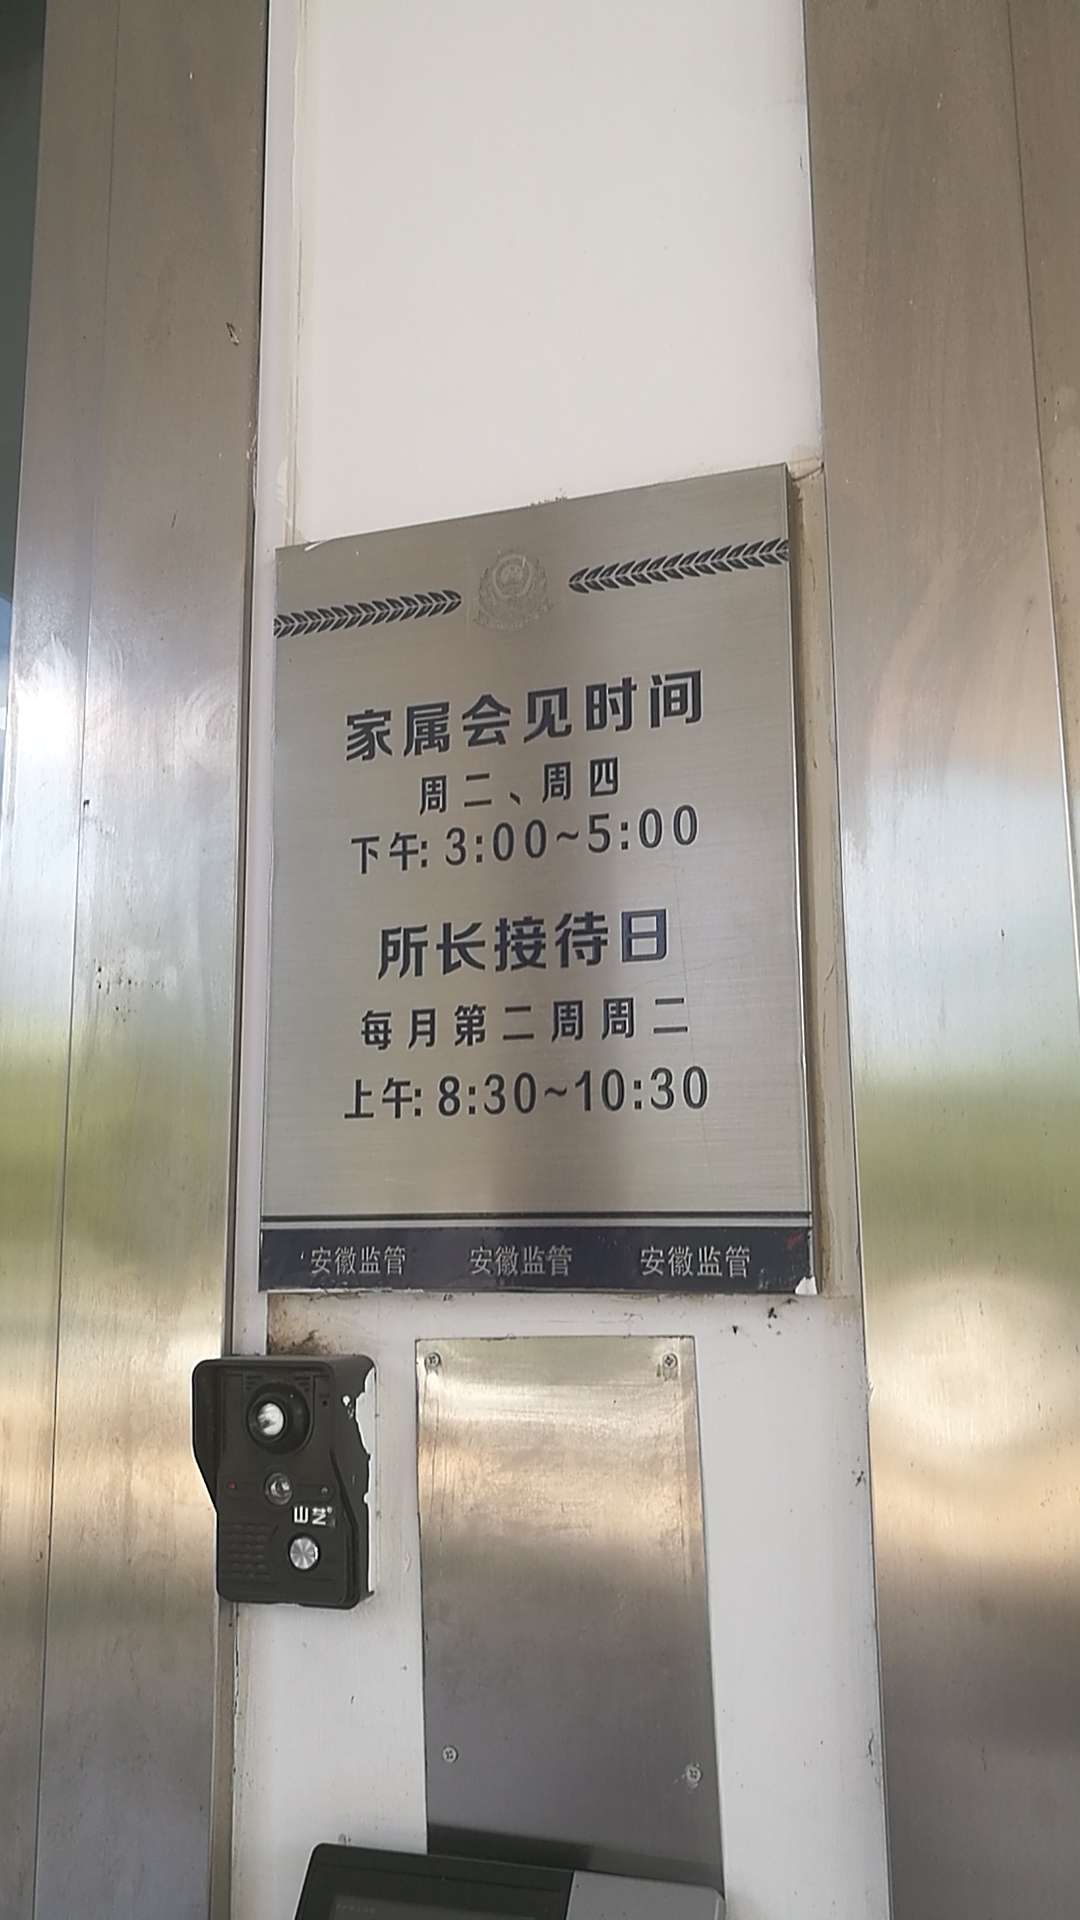 家属会见时间
周二、周四
下午: 3:00~5:00
所长接待日
每月第二周周二
上午: 8:30~10:30
安徽监管 安徽监管 安徽监管
山艺